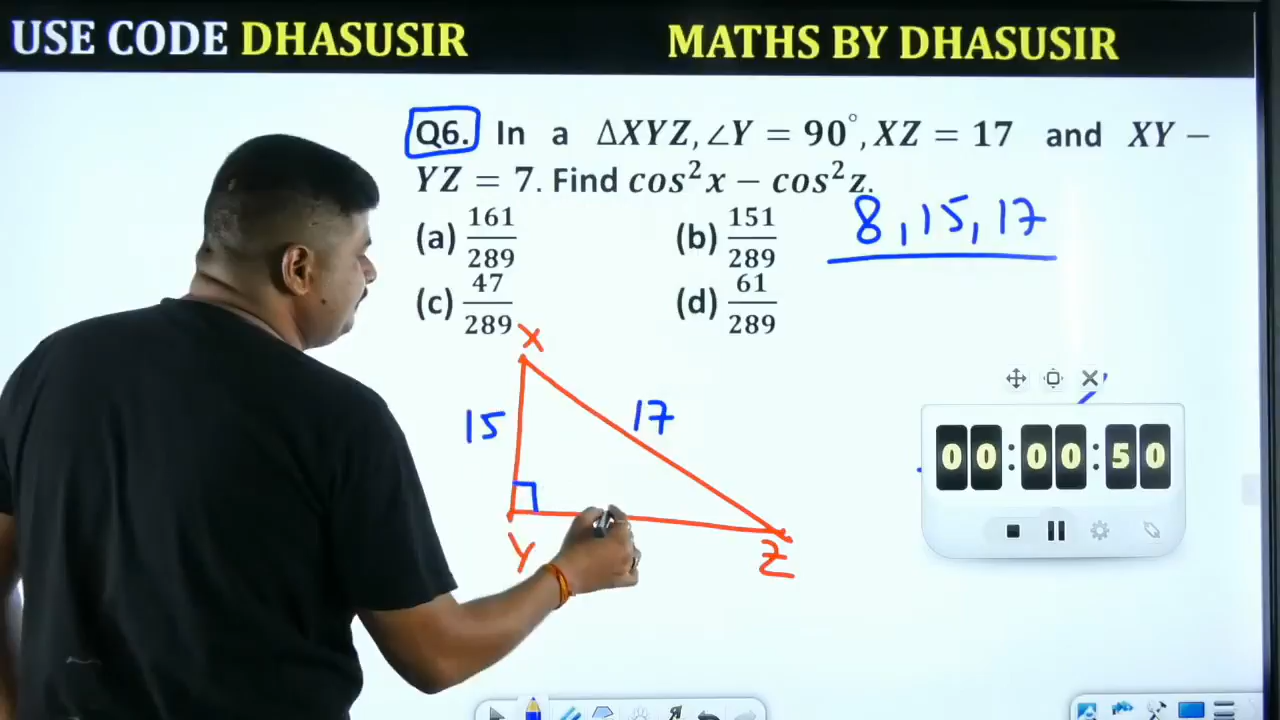 USE CODE DHASUSIR
MATHS BY DHASUSIR
Q6. In a ΔXYZ, ∠Y = 90°, XZ = 17 and XY −
YZ = 7. Find cos²x − cos²z.
8, 15, 17
(a) 161/289
(b) 151/289
(c) 47/289
(d) 61/289
X
15
17
Y
Z
00:00:50